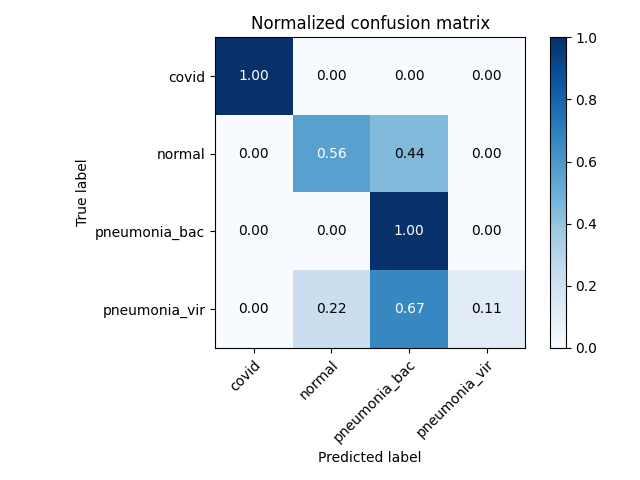 Normalized confusion matrix
True label
covid 1.00 0.00 0.00 0.00
normal 0.00 0.56 0.44 0.00
pneumonia_bac 0.00 0.00 1.00 0.00
pneumonia_vir 0.00 0.22 0.67 0.11
covid normal pneumonia_bac pneumonia_vir
Predicted label
1.0
0.8
0.6
0.4
0.2
0.0